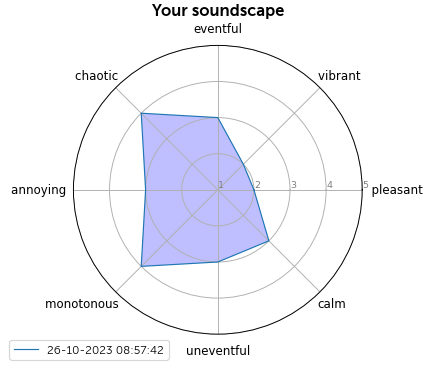 Your soundscape
eventful
chaotic
vibrant
annoying
1 2 3 4 5
pleasant
monotonous
calm
uneventful
26-10-2023 08:57:42